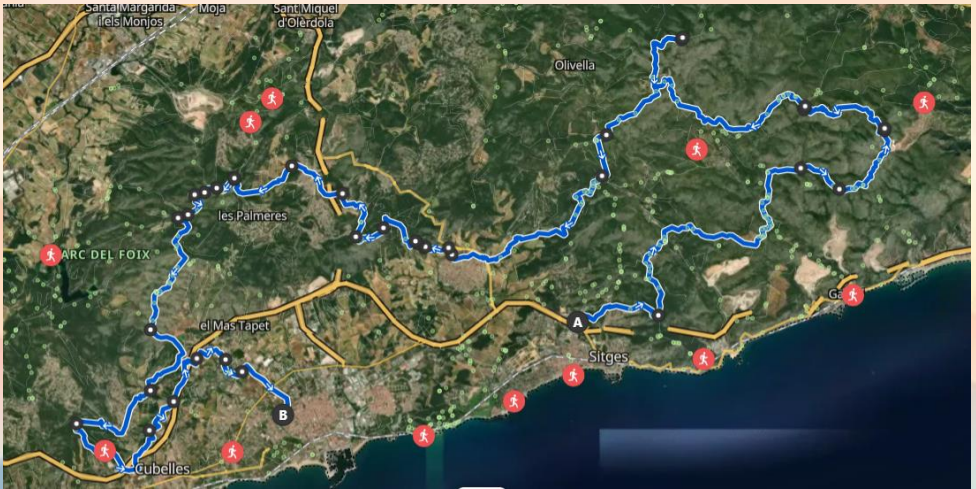 Santa Margarida
i els Monjos
Moja
Sant Miquel
d'Olèrdola
Olivella
les Palmeres
ARC DEL FOIX
el Mas Tapet
A
Sitges
B
Cubelles